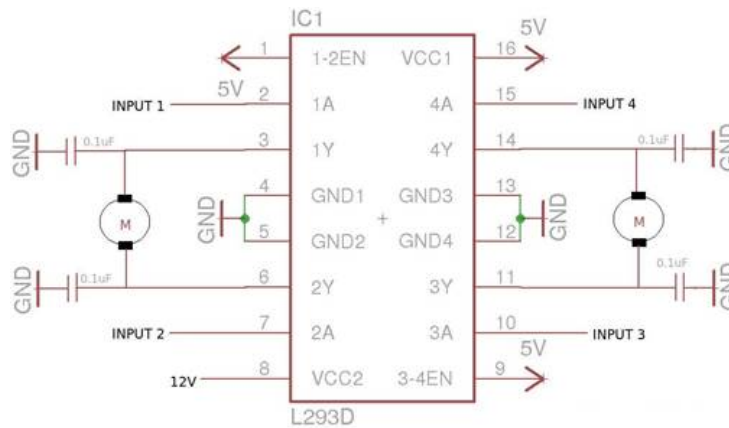 IC1
5V
1
1-2EN
VCC1
16
5V
INPUT 1
2
1A
4A
15
INPUT 4
GND
0.1uF
3
1Y
4Y
14
0.1uF
GND
M
GND
4
GND1
GND3
13
GND
M
5
GND2
GND4
12
GND
0.1uF
6
2Y
3Y
11
0.1uF
GND
INPUT 2
7
2A
3A
10
INPUT 3
12V
8
VCC2
3-4EN
9
5V
L293D